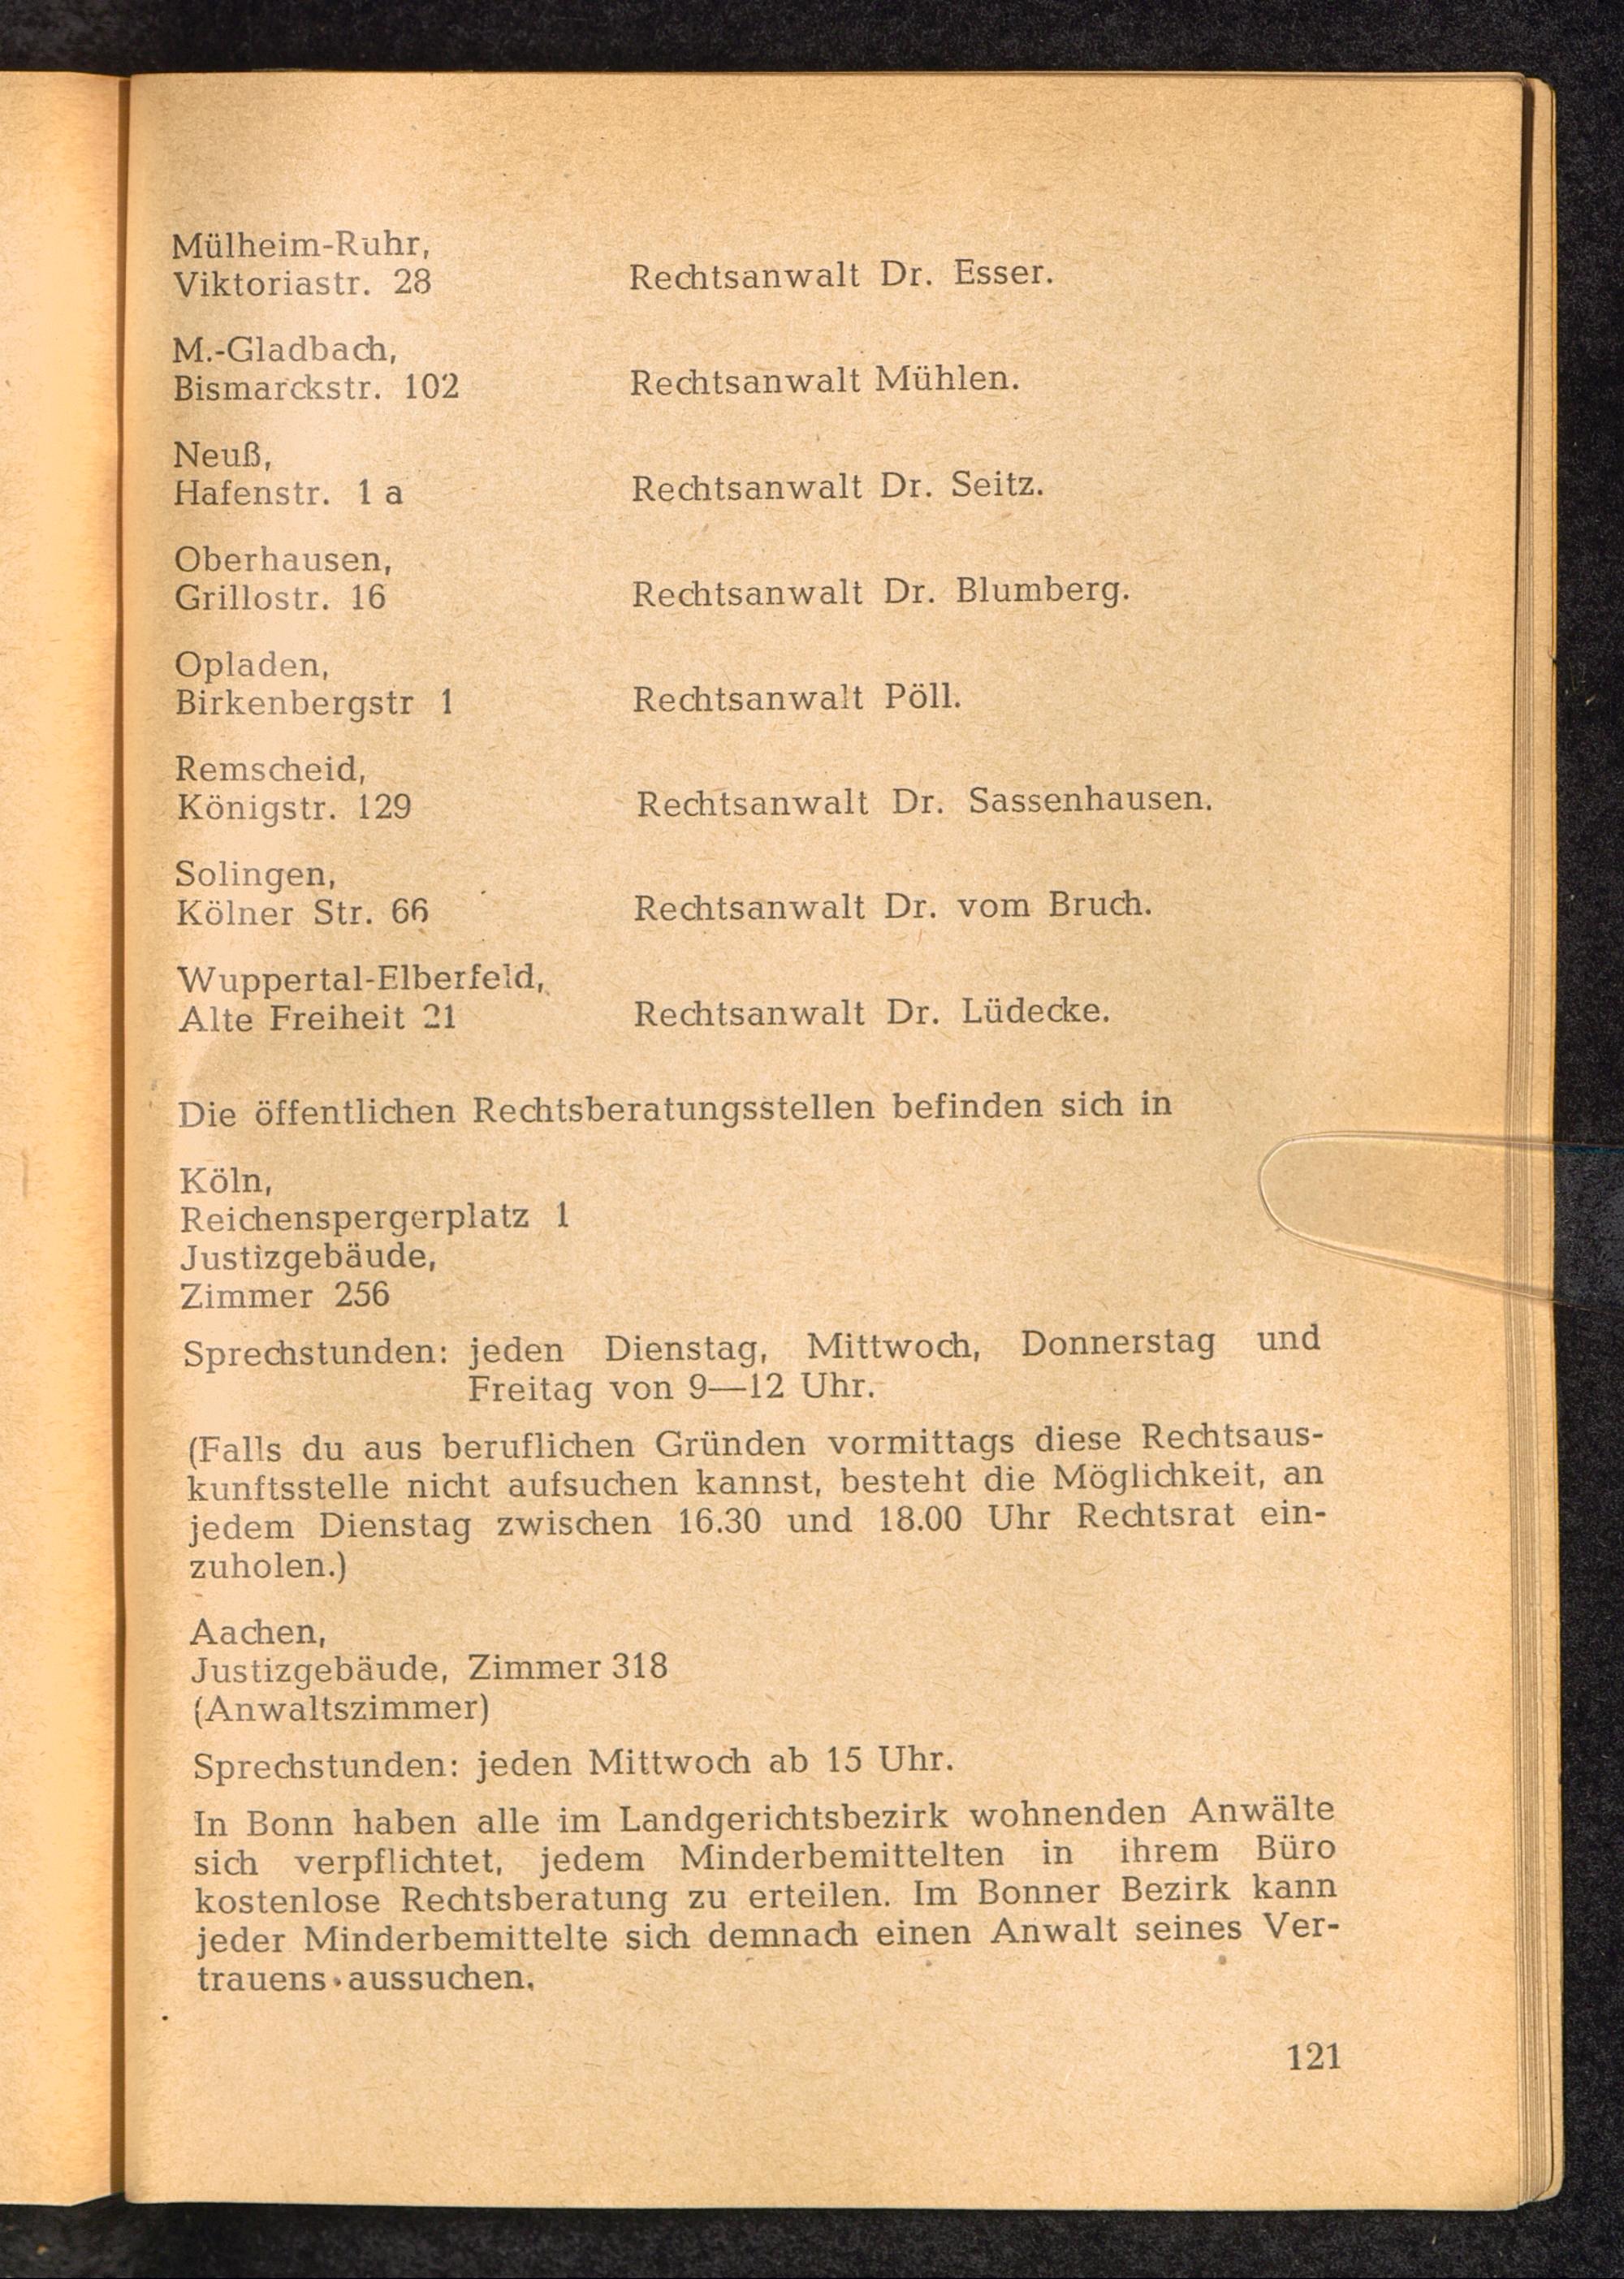 Mülheim-Ruhr,
Viktoriastr. 28 Rechtsanwalt Dr. Esser.
M.-Gladbach,
Bismarckstr. 102 Rechtsanwalt Mühlen.
Neuß,
Hafenstr. 1 a Rechtsanwalt Dr. Seitz.
Oberhausen,
Grillostr. 16 Rechtsanwalt Dr. Blumberg.
Opladen,
Birkenbergstr 1 Rechtsanwalt Pöll.
Remscheid,
Königstr. 129 Rechtsanwalt Dr. Sassenhausen.
Solingen,
Kölner Str. 66 Rechtsanwalt Dr. vom Bruch.
Wuppertal-Elberfeld,
Alte Freiheit 21 Rechtsanwalt Dr. Lüdecke.
Die öffentlichen Rechtsberatungsstellen befinden sich in
Köln,
Reichenspergerplatz 1
Justizgebäude,
Zimmer 256
Sprechstunden: jeden Dienstag, Mittwoch, Donnerstag und
Freitag von 9—12 Uhr.
(Falls du aus beruflichen Gründen vormittags diese Rechtsaus-
kunftsstelle nicht aufsuchen kannst, besteht die Möglichkeit, an
jedem Dienstag zwischen 16.30 und 18.00 Uhr Rechtsrat ein-
zuholen.)
Aachen,
Justizgebäude, Zimmer 318
(Anwaltszimmer)
Sprechstunden: jeden Mittwoch ab 15 Uhr.
In Bonn haben alle im Landgerichtsbezirk wohnenden Anwälte
sich verpflichtet, jedem Minderbemittelten in ihrem Büro
kostenlose Rechtsberatung zu erteilen. Im Bonner Bezirk kann
jeder Minderbemittelte sich demnach einen Anwalt seines Ver-
trauens aussuchen.
121